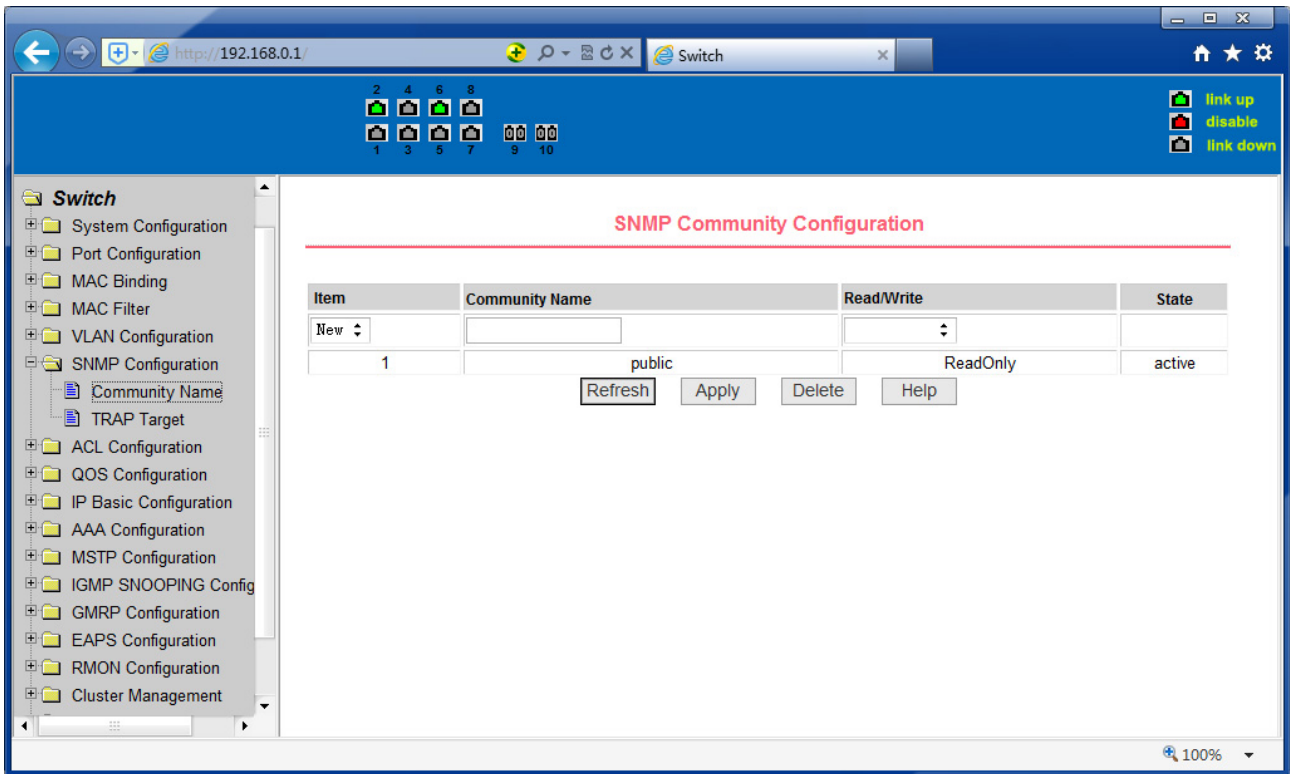 http://192.168.0.1/
Switch
2 4 6 8
1 3 5 7 9 10
link up
disable
link down
Switch
System Configuration
Port Configuration
MAC Binding
MAC Filter
VLAN Configuration
SNMP Configuration
Community Name
TRAP Target
ACL Configuration
QOS Configuration
IP Basic Configuration
AAA Configuration
MSTP Configuration
IGMP SNOOPING Config
GMRP Configuration
EAPS Configuration
RMON Configuration
Cluster Management
SNMP Community Configuration
Item Community Name Read/Write State
New
1 public ReadOnly active
Refresh Apply Delete Help
100%